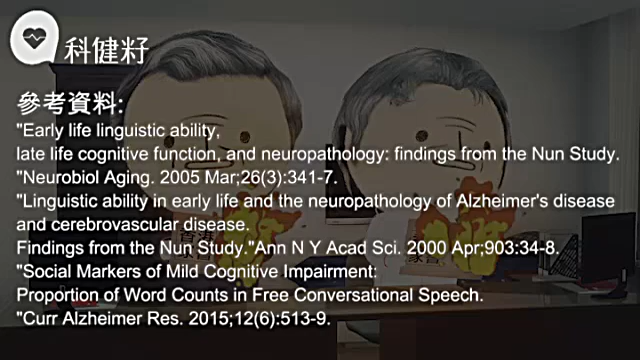 科健籽
參考資料:
"Early life linguistic ability,
late life cognitive function, and neuropathology: findings from the Nun Study.
"Neurobiol Aging. 2005 Mar;26(3):341-7.
"Linguistic ability in early life and the neuropathology of Alzheimer's disease
and cerebrovascular disease.
Findings from the Nun Study."Ann N Y Acad Sci. 2000 Apr;903:34-8.
"Social Markers of Mild Cognitive Impairment:
Proportion of Word Counts in Free Conversational Speech.
"Curr Alzheimer Res. 2015;12(6):513-9.